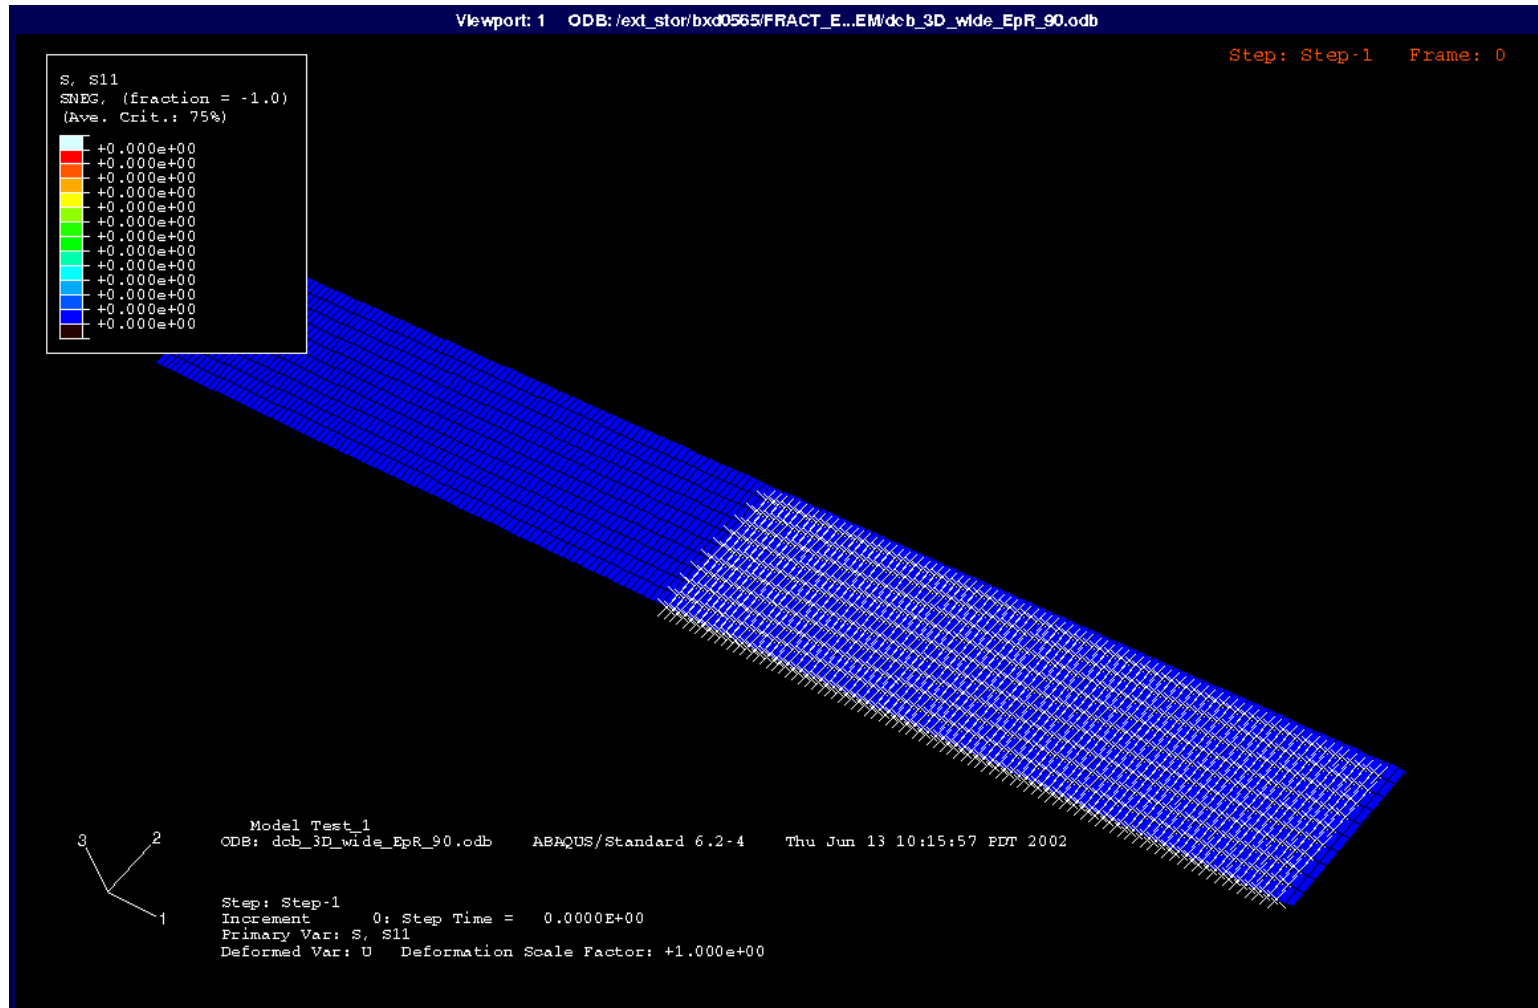 Viewport: 1 ODB: /ext_stor/bxd0565/FRACT_E...EM/dcb_3D_wide_EpR_90.odb
Step: Step-1 Frame: 0
S, S11
SNEG, (fraction = -1.0)
(Ave. Crit.: 75%)
+0.000e+00
+0.000e+00
+0.000e+00
+0.000e+00
+0.000e+00
+0.000e+00
+0.000e+00
+0.000e+00
+0.000e+00
+0.000e+00
+0.000e+00
+0.000e+00
+0.000e+00
3
2
1
Model Test_1
ODB: dcb_3D_wide_EpR_90.odb ABAQUS/Standard 6.2-4 Thu Jun 13 10:15:57 PDT 2002
Step: Step-1
Increment 0: Step Time = 0.0000E+00
Primary Var: S, S11
Deformed Var: U Deformation Scale Factor: +1.000e+00